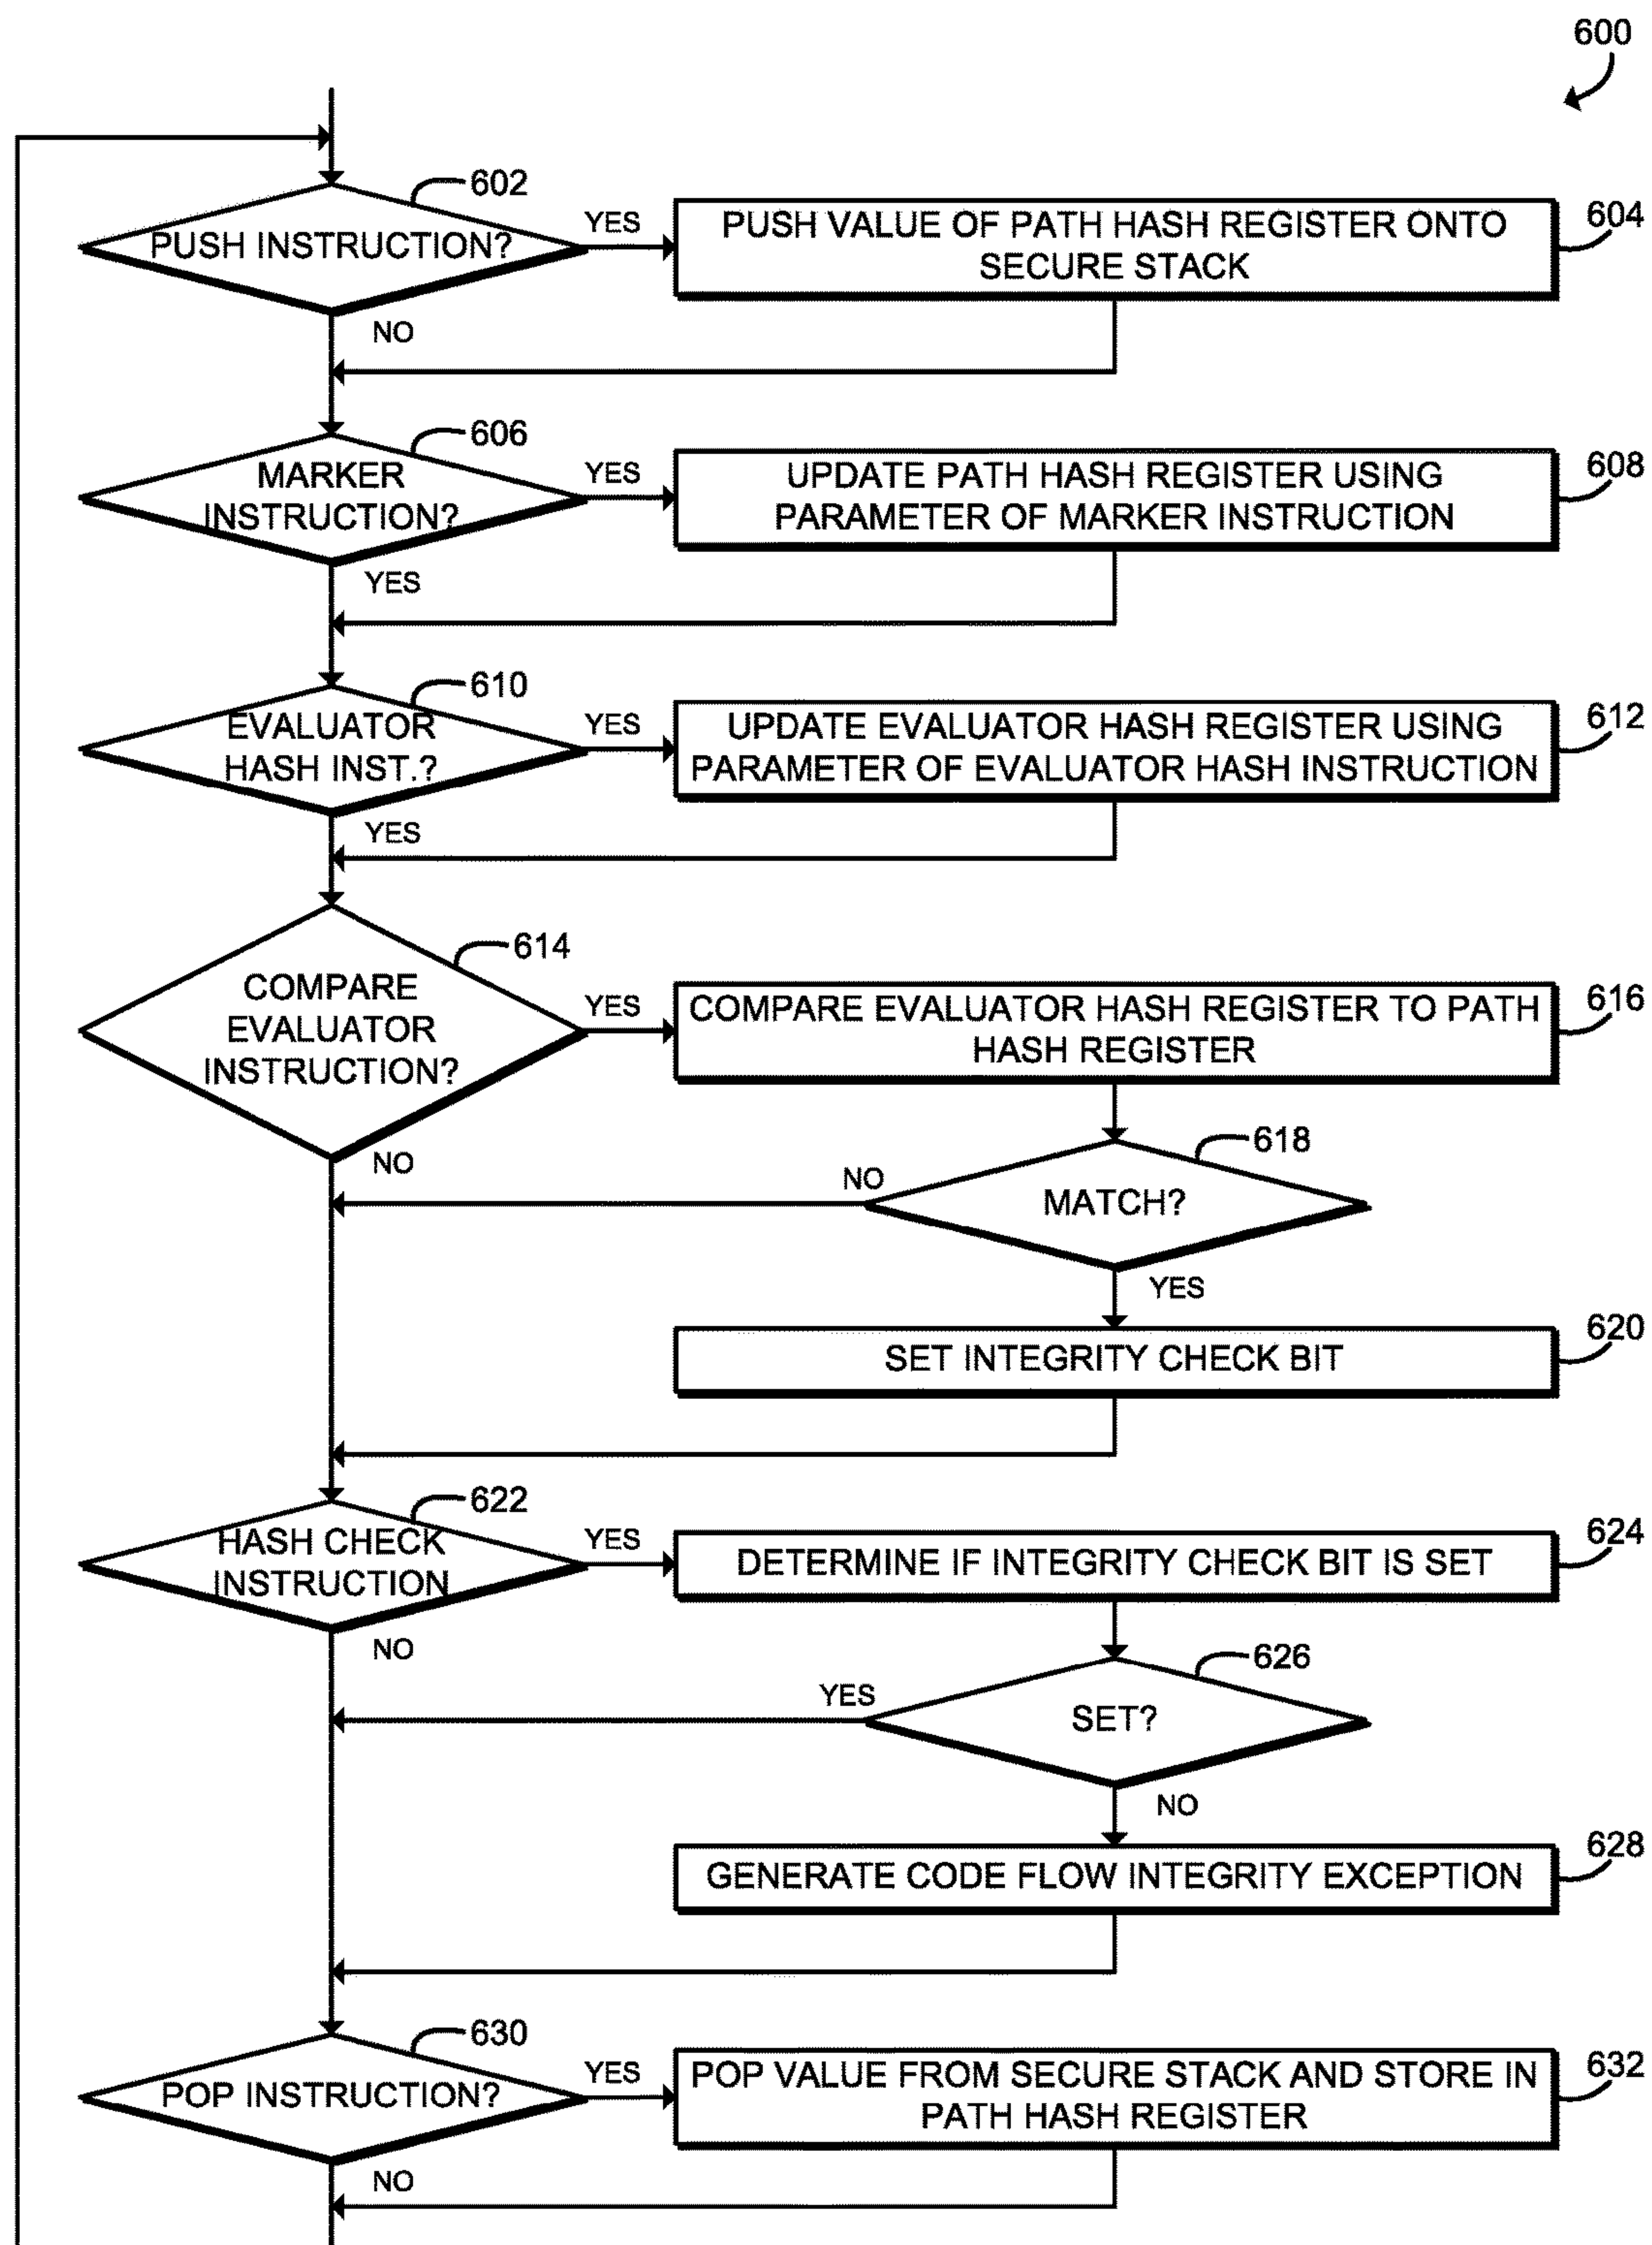 600
602
PUSH INSTRUCTION?
YES
PUSH VALUE OF PATH HASH REGISTER ONTO
SECURE STACK
604
NO
606
MARKER
INSTRUCTION?
YES
UPDATE PATH HASH REGISTER USING
PARAMETER OF MARKER INSTRUCTION
608
YES
610
EVALUATOR
HASH INST.?
YES
UPDATE EVALUATOR HASH REGISTER USING
PARAMETER OF EVALUATOR HASH INSTRUCTION
612
YES
614
COMPARE
EVALUATOR
INSTRUCTION?
YES
COMPARE EVALUATOR HASH REGISTER TO PATH
HASH REGISTER
616
NO
618
MATCH?
NO
YES
SET INTEGRITY CHECK BIT
620
622
HASH CHECK
INSTRUCTION
YES
DETERMINE IF INTEGRITY CHECK BIT IS SET
624
NO
626
SET?
YES
NO
GENERATE CODE FLOW INTEGRITY EXCEPTION
628
630
POP INSTRUCTION?
YES
POP VALUE FROM SECURE STACK AND STORE IN
PATH HASH REGISTER
632
NO